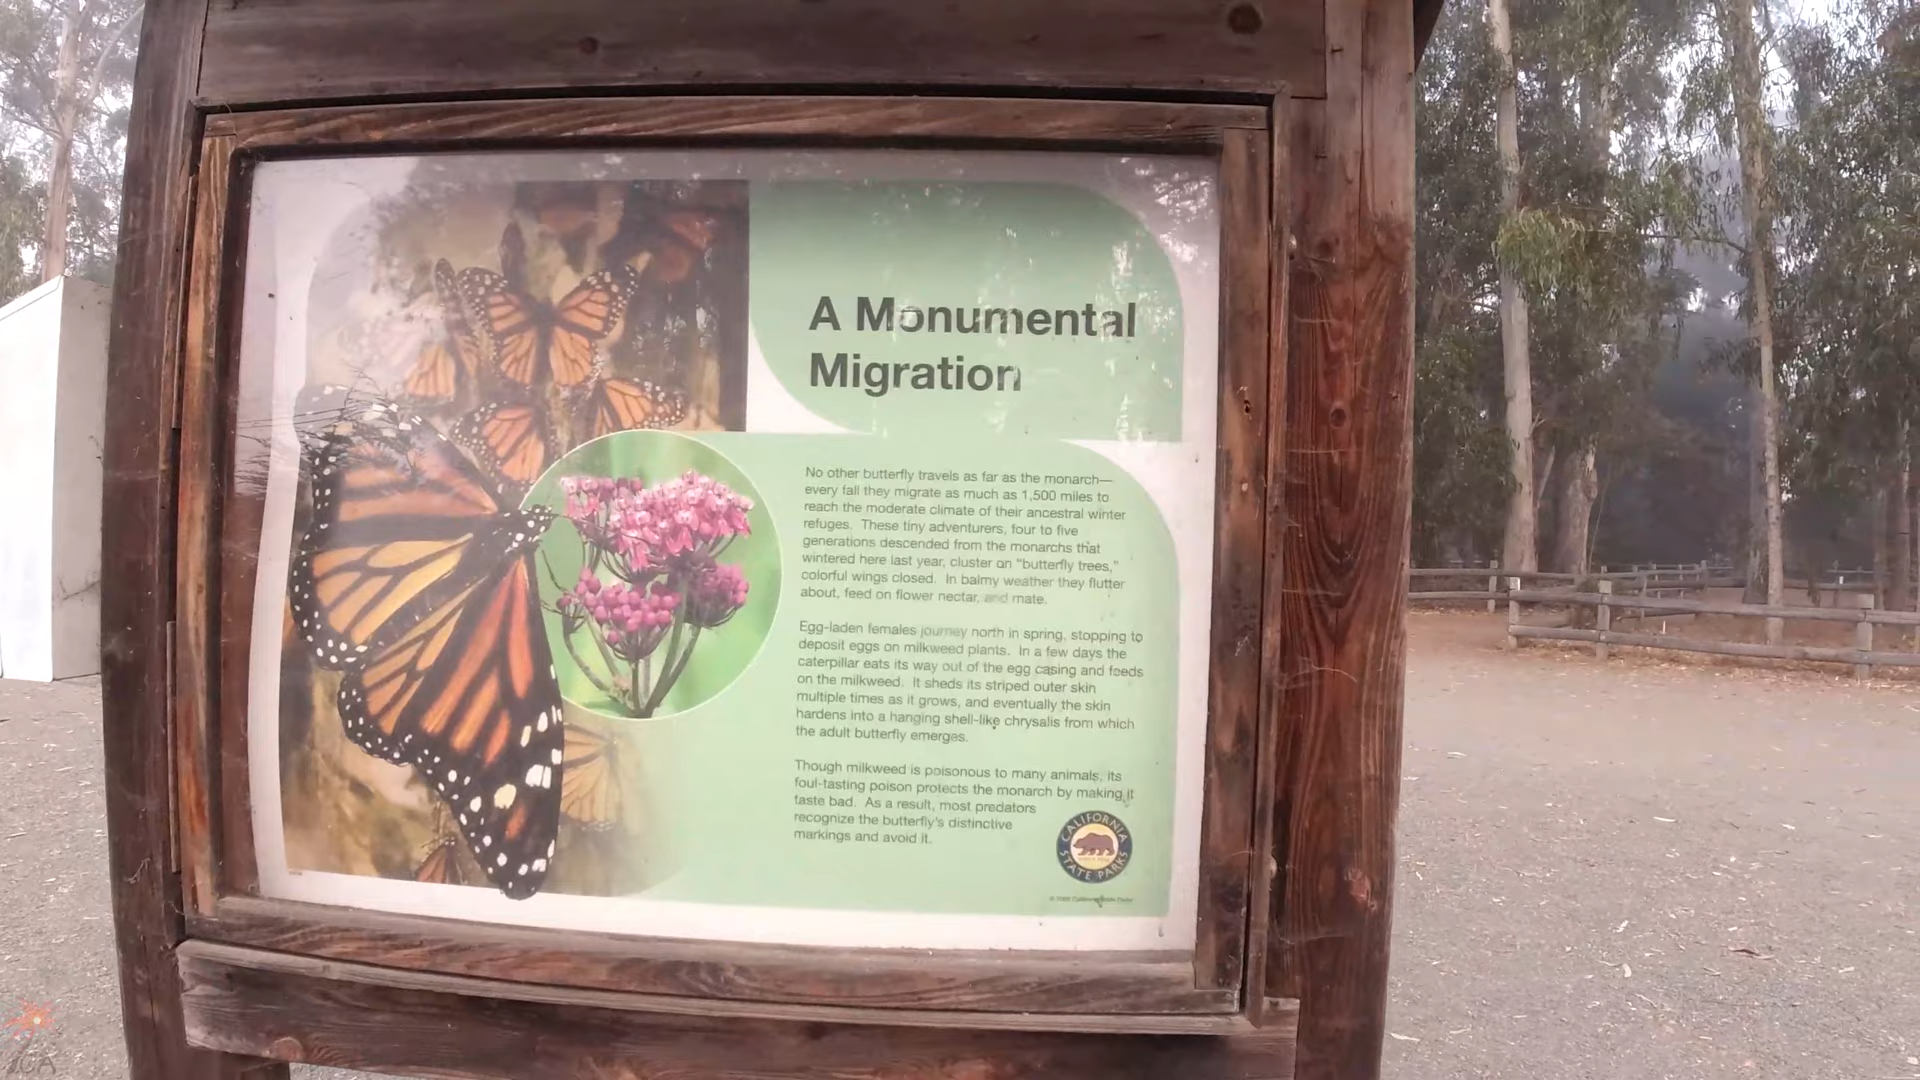 A Monumental
Migration
No other butterfly travels as far as the monarch—
every fall they migrate as much as 1,500 miles to
reach the moderate climate of their ancestral winter
refuges. These tiny adventurers, four to five
generations descended from the monarchs that
wintered here last year, cluster on "butterfly trees,"
colorful wings closed. In balmy weather they flutter
about, feed on flower nectar, and mate.
Egg-laden females journey north in spring, stopping to
deposit eggs on milkweed plants. In a few days the
caterpillar eats its way out of the egg casing and feeds
on the milkweed. It sheds its striped outer skin
multiple times as it grows, and eventually the skin
hardens into a hanging shell-like chrysalis from which
the adult butterfly emerges.
Though milkweed is poisonous to many animals, its
foul-tasting poison protects the monarch by making it
taste bad. As a result, most predators
recognize the butterfly's distinctive
markings and avoid it.
CALIFORNIA
STATE PARKS
© California State Parks